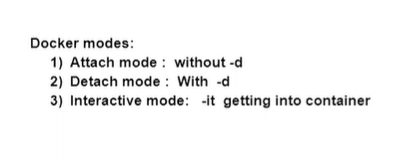 Docker modes:
1) Attach mode : without -d
2) Detach mode : With -d
3) Interactive mode: -it getting into container